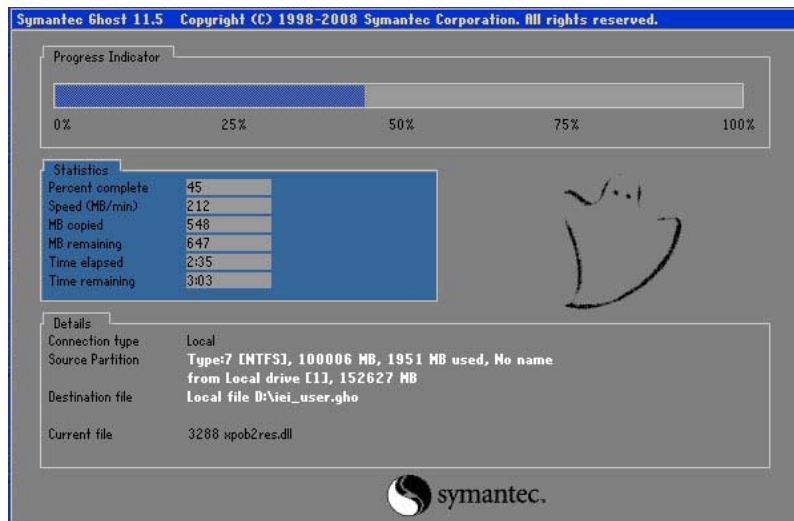 Symantec Ghost 11.5 Copyright (C) 1998-2008 Symantec Corporation. All rights reserved.
Progress Indicator
0% 25% 50% 75% 100%
Statistics
Percent complete 45
Speed (MB/min) 212
MB copied 548
MB remaining 647
Time elapsed 2:35
Time remaining 3:03
Details
Connection type Local
Source Partition Type:7 [NTFS], 100006 MB, 1951 MB used, No name
from Local drive [1], 152627 MB
Destination file Local file D:\iei_user.gho
Current file 3288 xpob2res.dll
symantec.